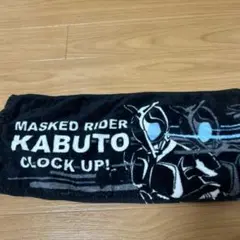 MASKED RIDER
KABUTO
CLOCK UP!